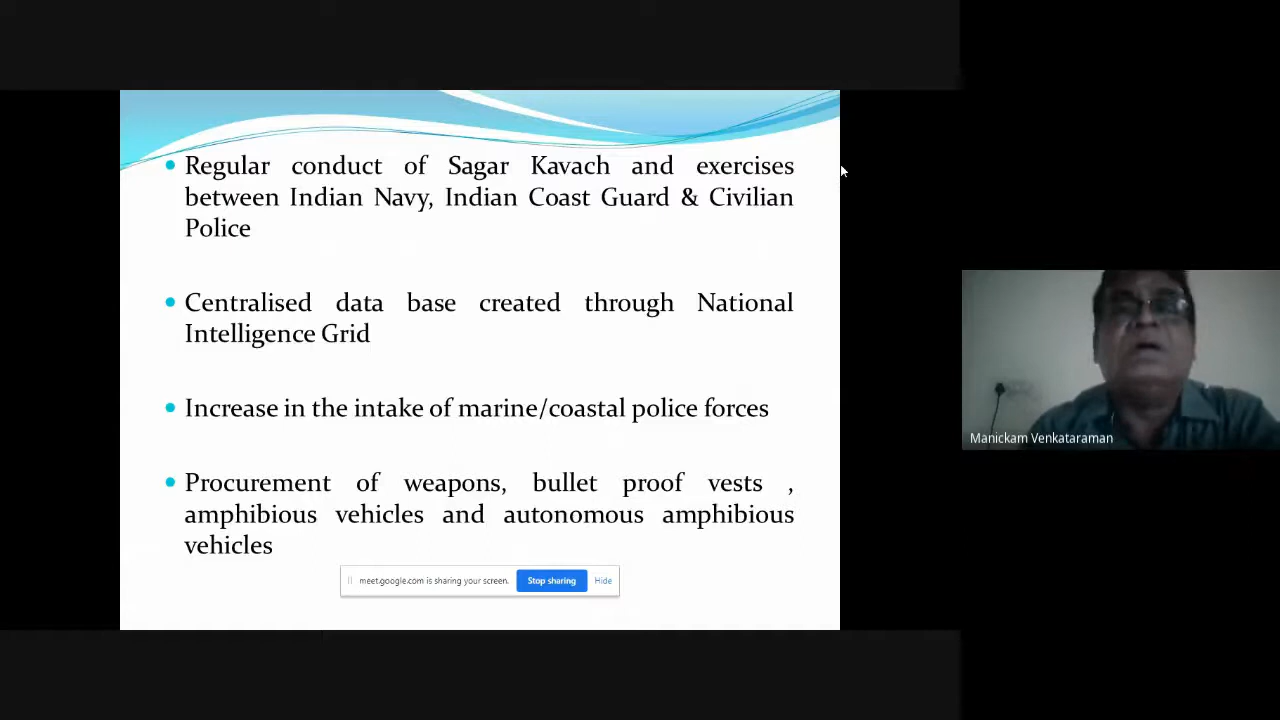 Regular conduct of Sagar Kavach and exercises
between Indian Navy, Indian Coast Guard & Civilian
Police
Centralised data base created through National
Intelligence Grid
Increase in the intake of marine/coastal police forces
Procurement of weapons, bullet proof vests ,
amphibious vehicles and autonomous amphibious
vehicles
meet.google.com is sharing your screen. Stop sharing Hide
Manickam Venkataraman